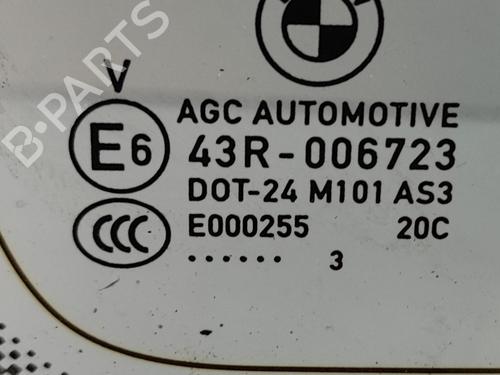 B-PARTS
V
AGC AUTOMOTIVE
E6 43R-006723
DOT-24 M101 AS3
CCC E000255 20C
...... 3